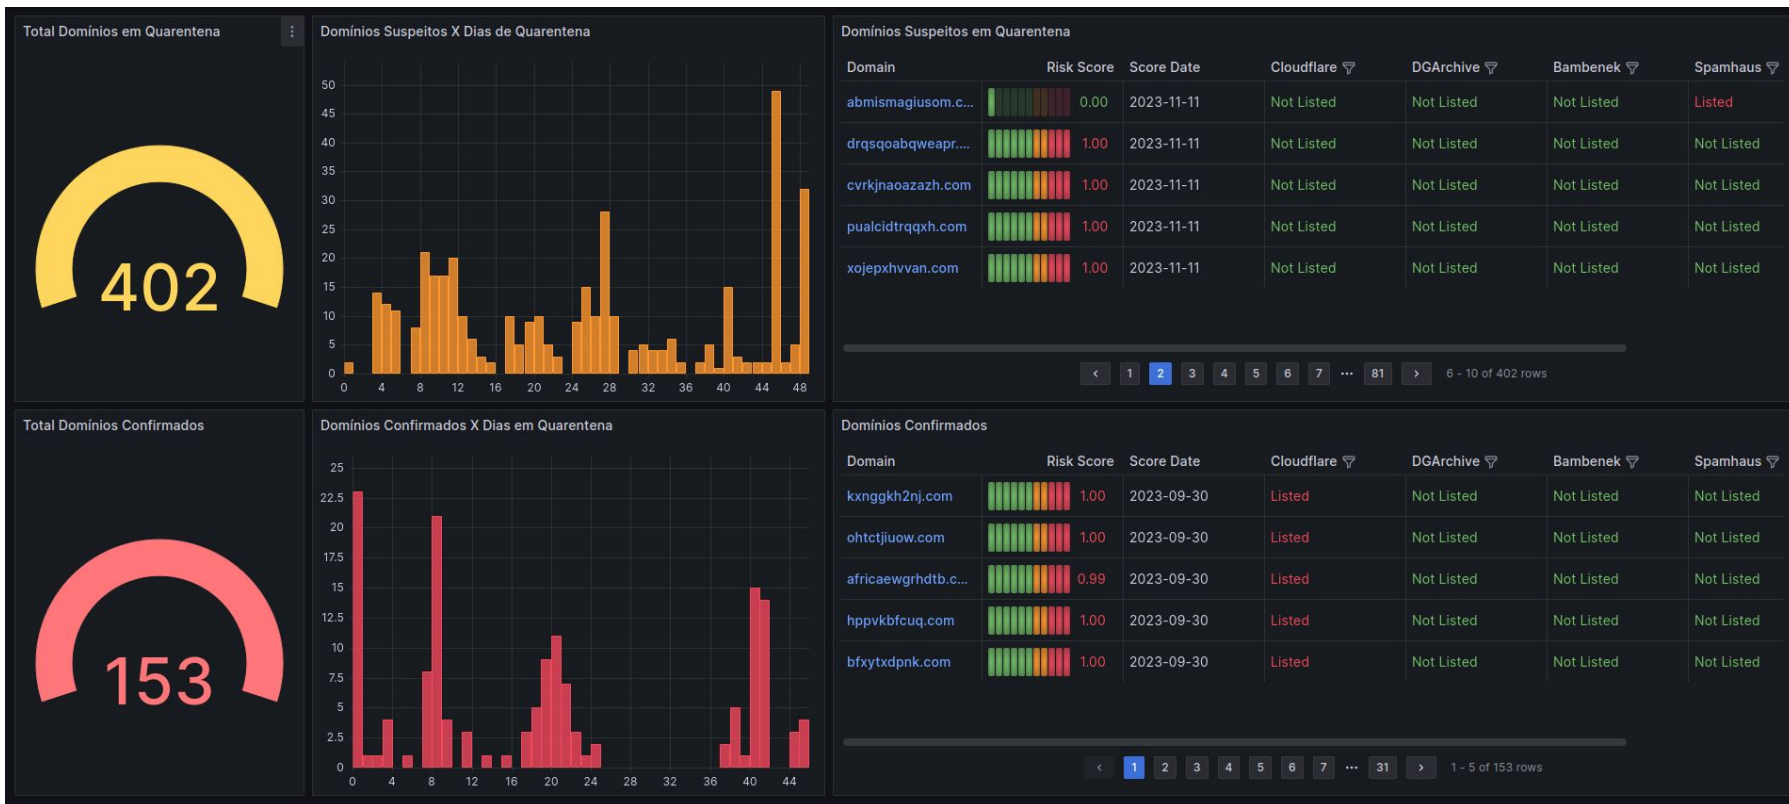 Total Domínios em Quarentena
402
Domínios Suspeitos X Dias de Quarentena
50
45
40
35
30
25
20
15
10
5
0
0 4 8 12 16 20 24 28 32 36 40 44 48
Domínios Suspeitos em Quarentena
Domain Risk Score Score Date Cloudflare DGArchive Bambenek Spamhaus
abmismagiusom.c... 0.00 2023-11-11 Not Listed Not Listed Not Listed Listed
drqsqoabqweapr.... 1.00 2023-11-11 Not Listed Not Listed Not Listed Not Listed
cvrkjnaoazazh.com 1.00 2023-11-11 Not Listed Not Listed Not Listed Not Listed
pualcidtrqqxh.com 1.00 2023-11-11 Not Listed Not Listed Not Listed Not Listed
xojepxhvvan.com 1.00 2023-11-11 Not Listed Not Listed Not Listed Not Listed
‹ 1 2 3 4 5 6 7 ··· 81 › 6 - 10 of 402 rows
Total Domínios Confirmados
153
Domínios Confirmados X Dias em Quarentena
25
22.5
20
17.5
15
12.5
10
7.5
5
2.5
0
0 4 8 12 16 20 24 28 32 36 40 44
Domínios Confirmados
Domain Risk Score Score Date Cloudflare DGArchive Bambenek Spamhaus
kxnggkh2nj.com 1.00 2023-09-30 Listed Not Listed Not Listed Not Listed
ohtctjiuow.com 1.00 2023-09-30 Listed Not Listed Not Listed Not Listed
africaewgrhdtb.c... 0.99 2023-09-30 Listed Not Listed Not Listed Not Listed
hppvkbfcuq.com 1.00 2023-09-30 Listed Not Listed Not Listed Not Listed
bfxytxdpnk.com 1.00 2023-09-30 Listed Not Listed Not Listed Not Listed
‹ 1 2 3 4 5 6 7 ··· 31 › 1 - 5 of 153 rows